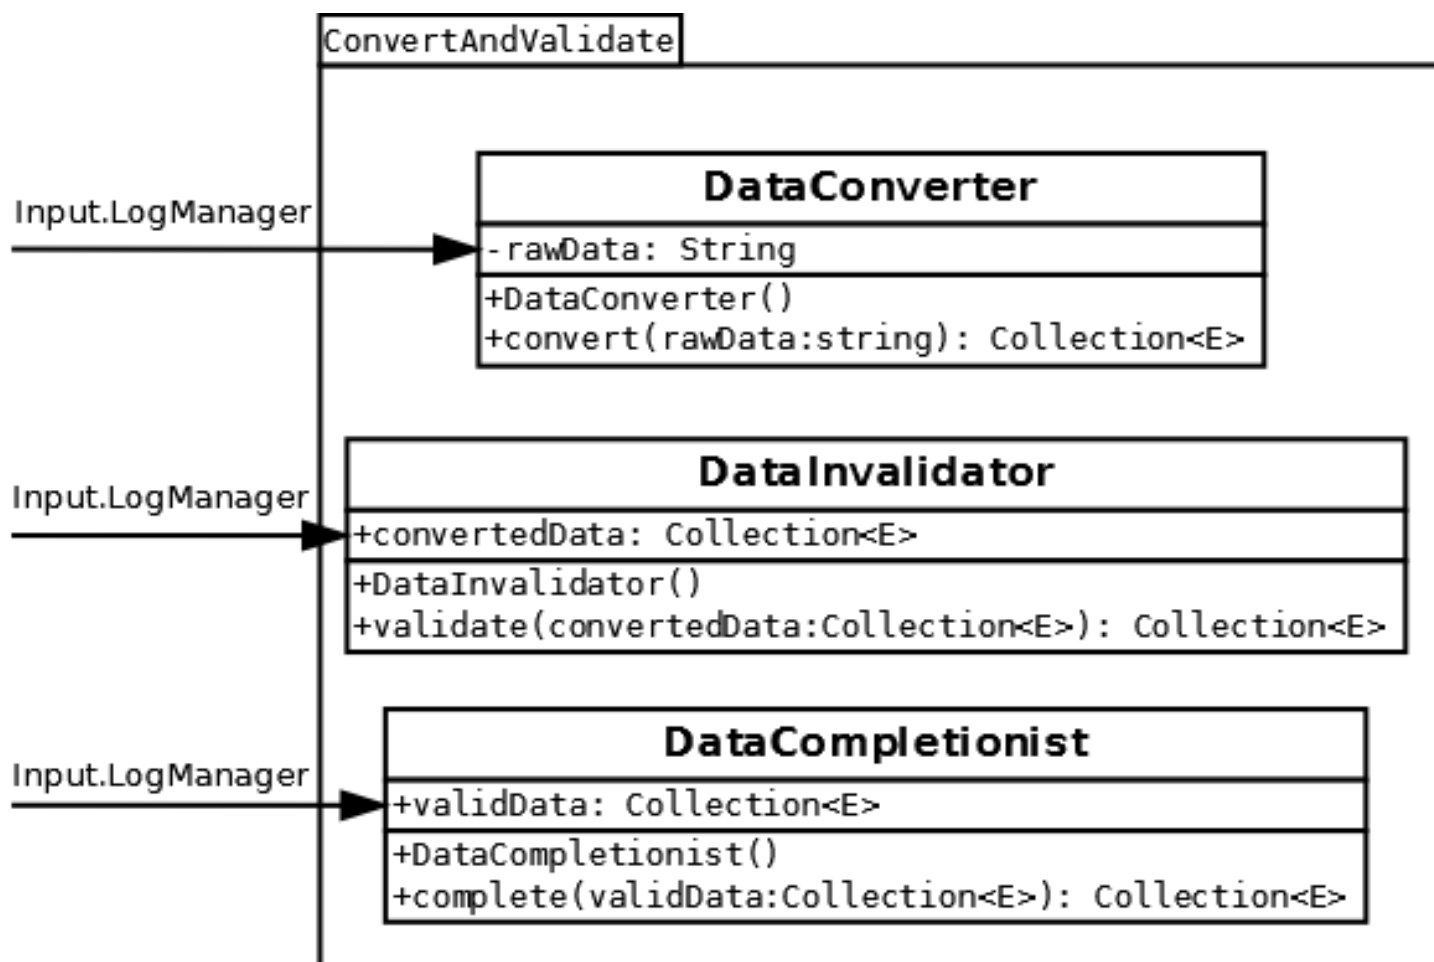 ConvertAndValidate
DataConverter
Input.LogManager
-rawData: String
+DataConverter()
+convert(rawData:string): Collection<E>
DataInvalidator
Input.LogManager
+convertedData: Collection<E>
+DataInvalidator()
+validate(convertedData:Collection<E>): Collection<E>
DataCompletionist
Input.LogManager
+validData: Collection<E>
+DataCompletionist()
+complete(validData:Collection<E>): Collection<E>